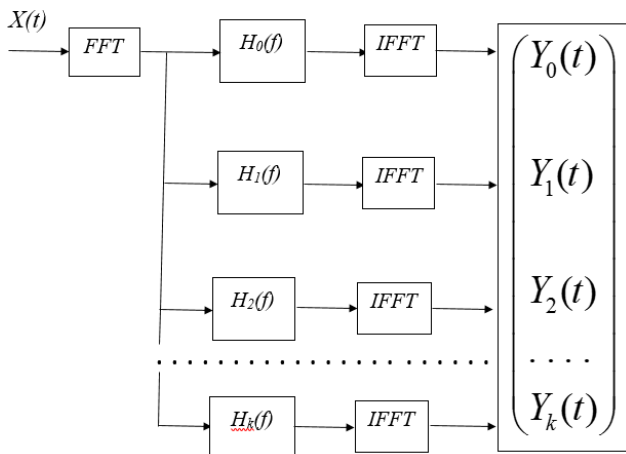 X(t)
FFT H₀(f) IFFT Y₀(t)
H₁(f) IFFT Y₁(t)
H₂(f) IFFT Y₂(t)
. . . . . . . . . . . . . . . . . . . . . . . . . . . .
Hₖ(f) IFFT Yₖ(t)